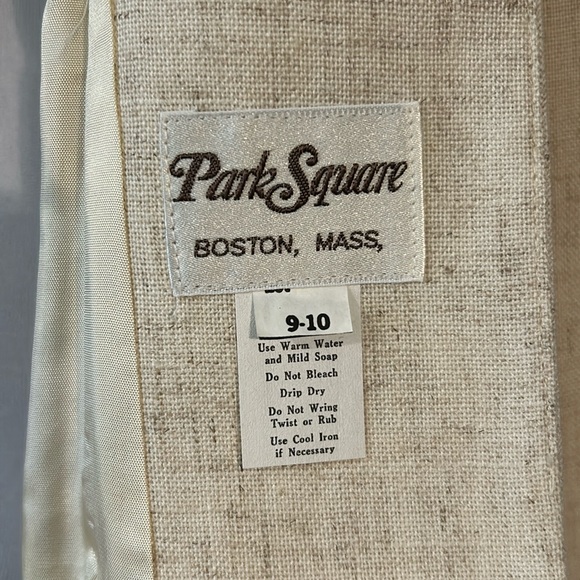 Park Square
BOSTON, MASS,
9-10
Use Warm Water
and Mild Soap
Do Not Bleach
Drip Dry
Do Not Wring
Twist or Rub
Use Cool Iron
if Necessary